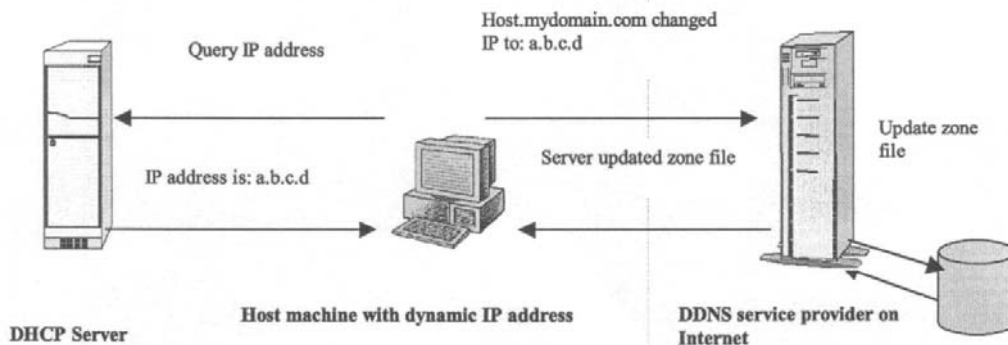 Host.mydomain.com changed
IP to: a.b.c.d
Query IP address
Update zone
file
Server updated zone file
IP address is: a.b.c.d
Host machine with dynamic IP address
DDNS service provider on
Internet
DHCP Server